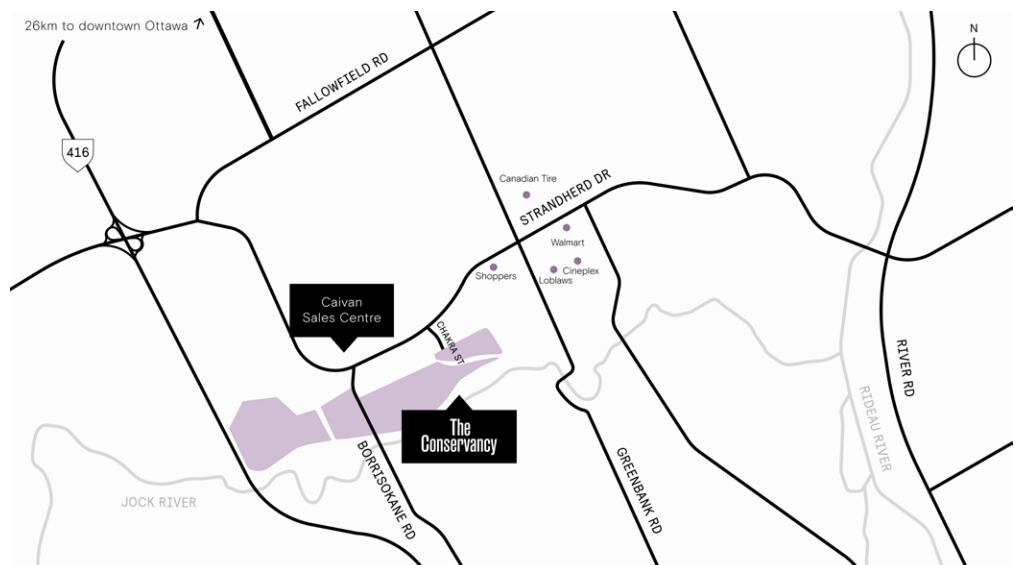 26km to downtown Ottawa
N
FALLOWFIELD RD
416
Canadian Tire
STRANDHERD DR
Walmart
Shoppers
Cineplex
Loblaws
Caivan
Sales Centre
CHAKRA ST
RIVER RD
RIDEAU RIVER
The
Conservancy
BORRISOKANE RD
GREENBANK RD
JOCK RIVER